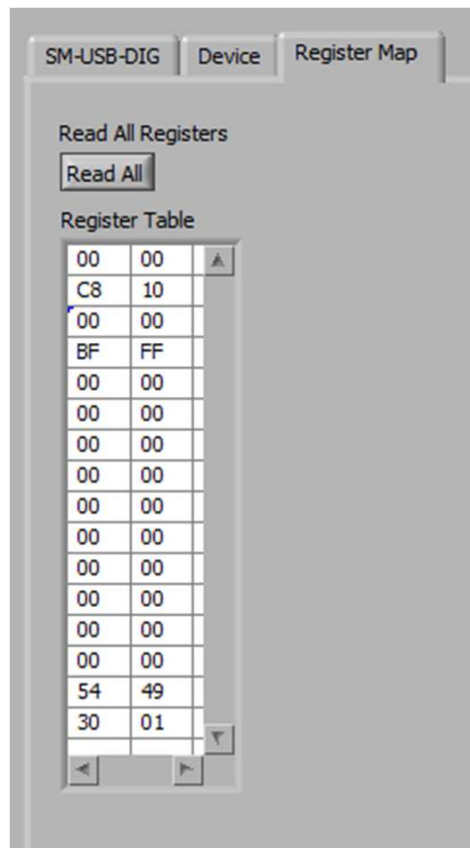 SM-USB-DIG Device Register Map
Read All Registers
Read All
Register Table
00 00
C8 10
00 00
BF FF
00 00
00 00
00 00
00 00
00 00
00 00
00 00
00 00
00 00
00 00
54 49
30 01